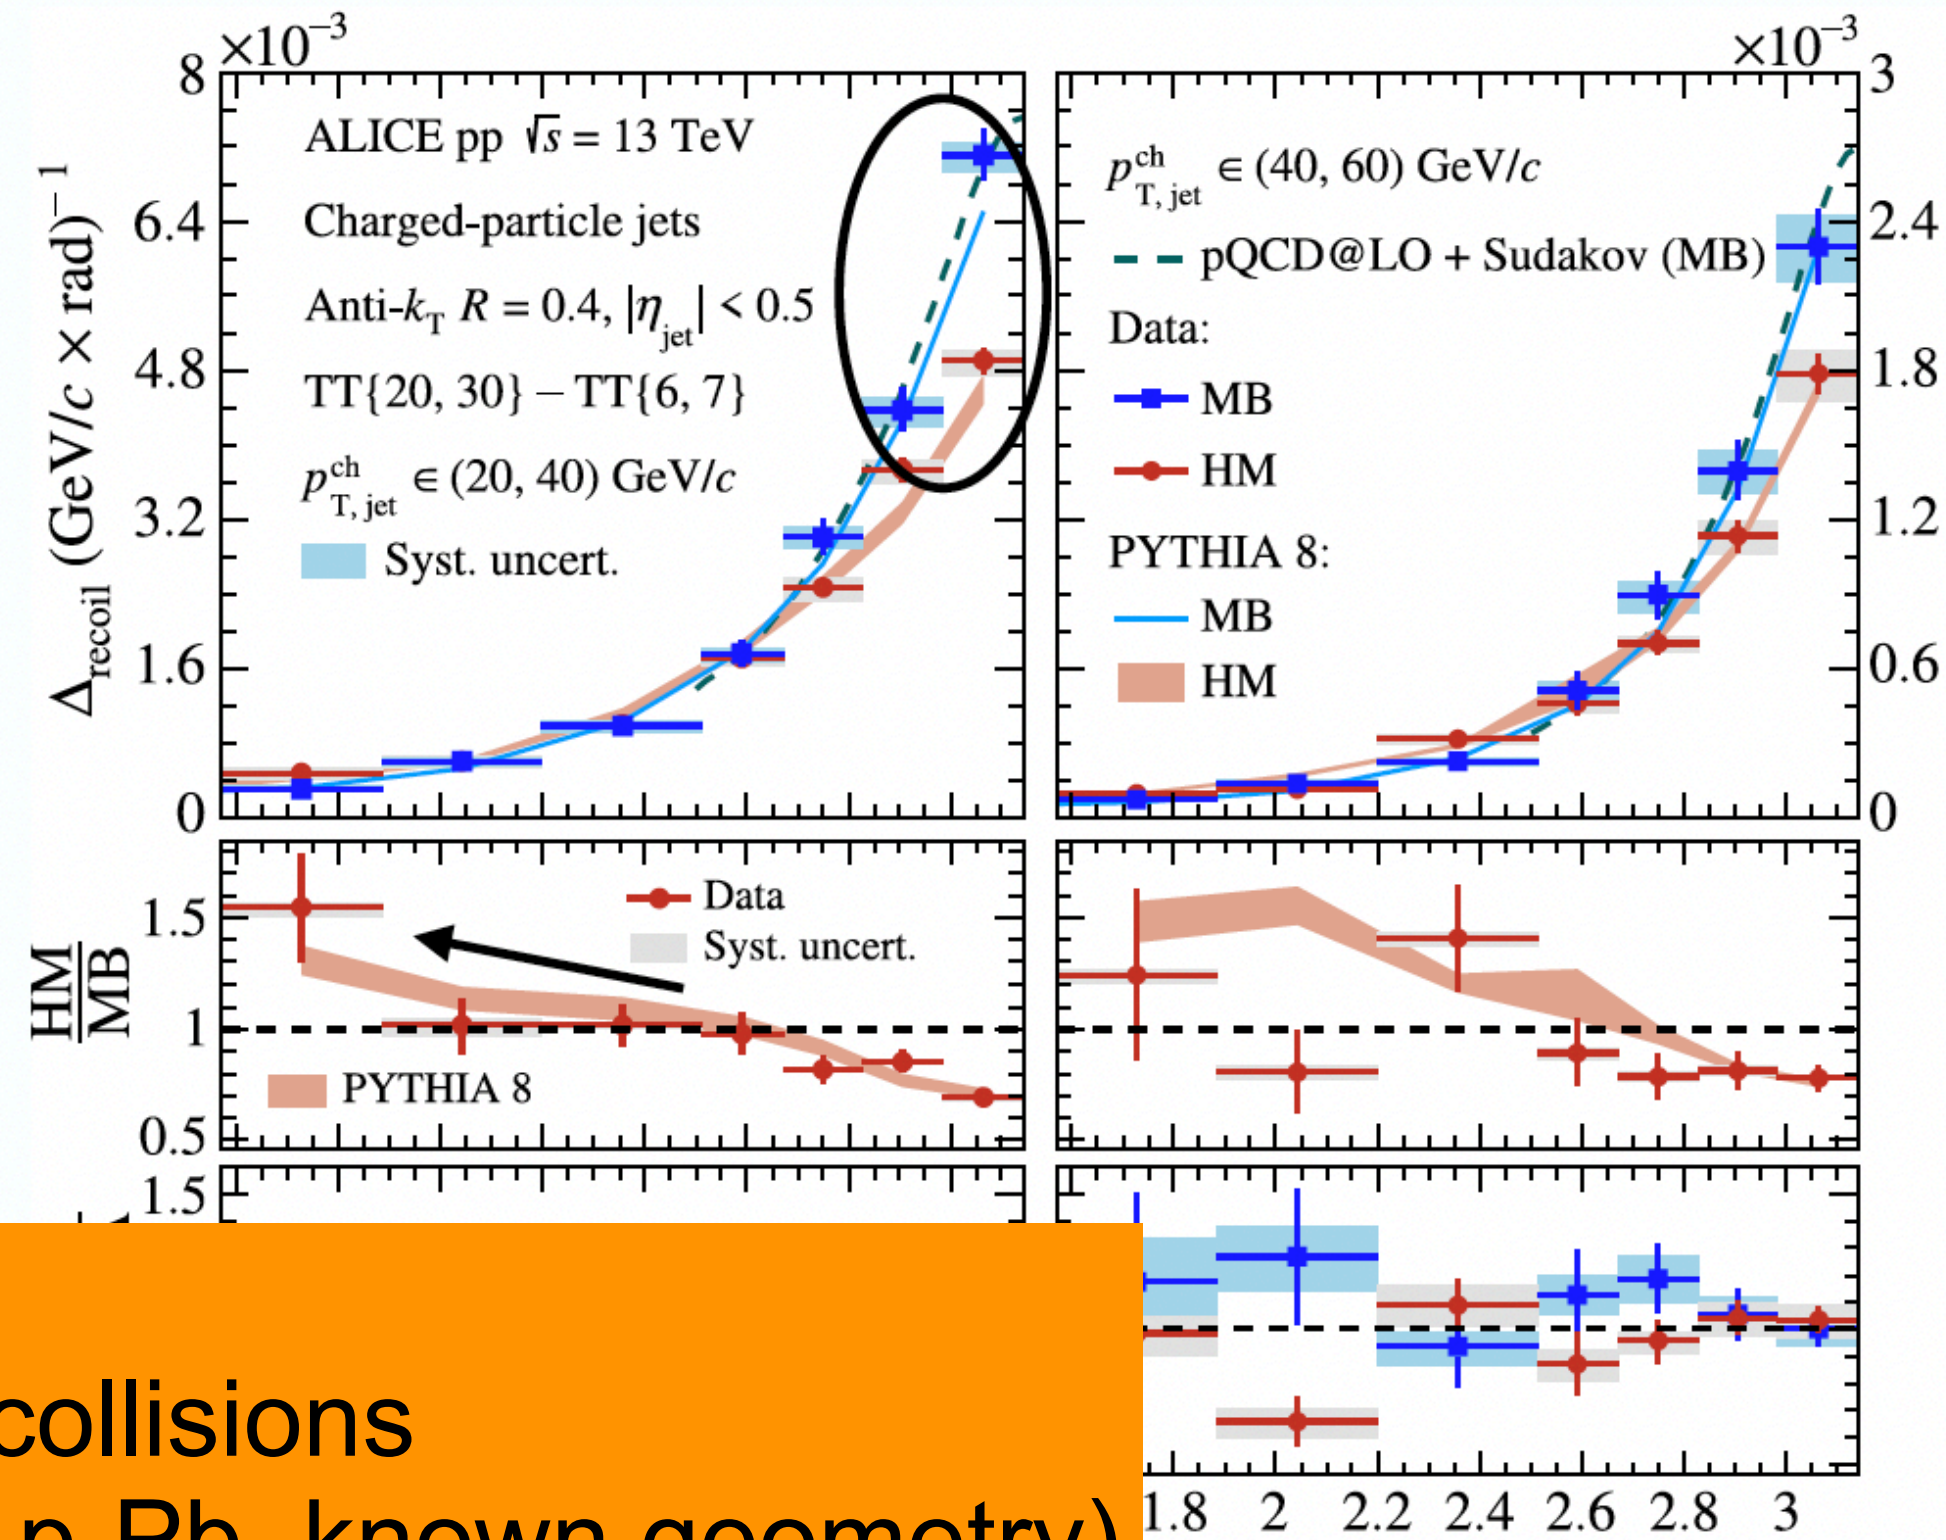 ×10⁻³
×10⁻³
8
6.4
4.8
3.2
1.6
0
Δrecoil (GeV/c × rad)⁻¹
ALICE pp √s = 13 TeV
Charged-particle jets
Anti-kT R = 0.4, |ηjet| < 0.5
TT{20, 30} – TT{6, 7}
p ch T, jet ∈ (20, 40) GeV/c
Syst. uncert.
p ch T, jet ∈ (40, 60) GeV/c
pQCD@LO + Sudakov (MB)
Data:
MB
HM
PYTHIA 8:
MB
HM
3
2.4
1.8
1.2
0.6
0
HM
MB
1.5
1
0.5
Data
Syst. uncert.
PYTHIA 8
1.5
1.8 2 2.2 2.4 2.6 2.8 3
collisions
p-Pb, known geometry)